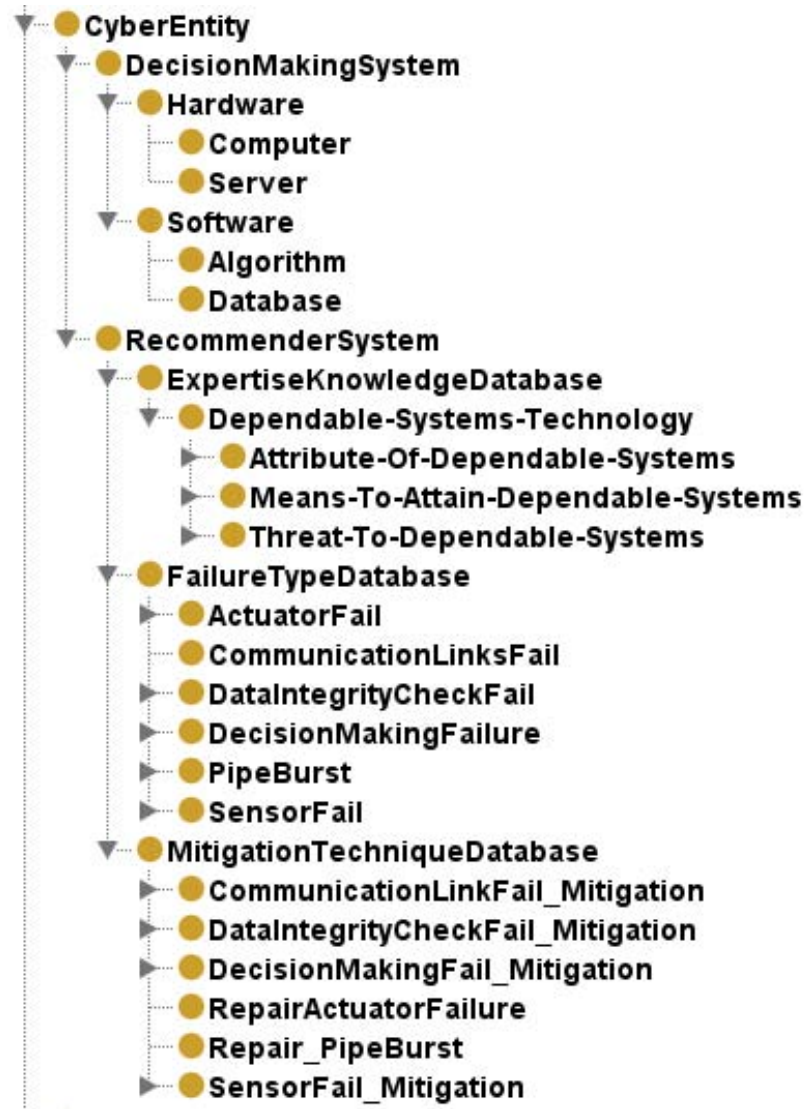 CyberEntity
DecisionMakingSystem
Hardware
Computer
Server
Software
Algorithm
Database
RecommenderSystem
ExpertiseKnowledgeDatabase
Dependable-Systems-Technology
Attribute-Of-Dependable-Systems
Means-To-Attain-Dependable-Systems
Threat-To-Dependable-Systems
FailureTypeDatabase
ActuatorFail
CommunicationLinksFail
DataIntegrityCheckFail
DecisionMakingFailure
PipeBurst
SensorFail
MitigationTechniqueDatabase
CommunicationLinkFail_Mitigation
DataIntegrityCheckFail_Mitigation
DecisionMakingFail_Mitigation
RepairActuatorFailure
Repair_PipeBurst
SensorFail_Mitigation